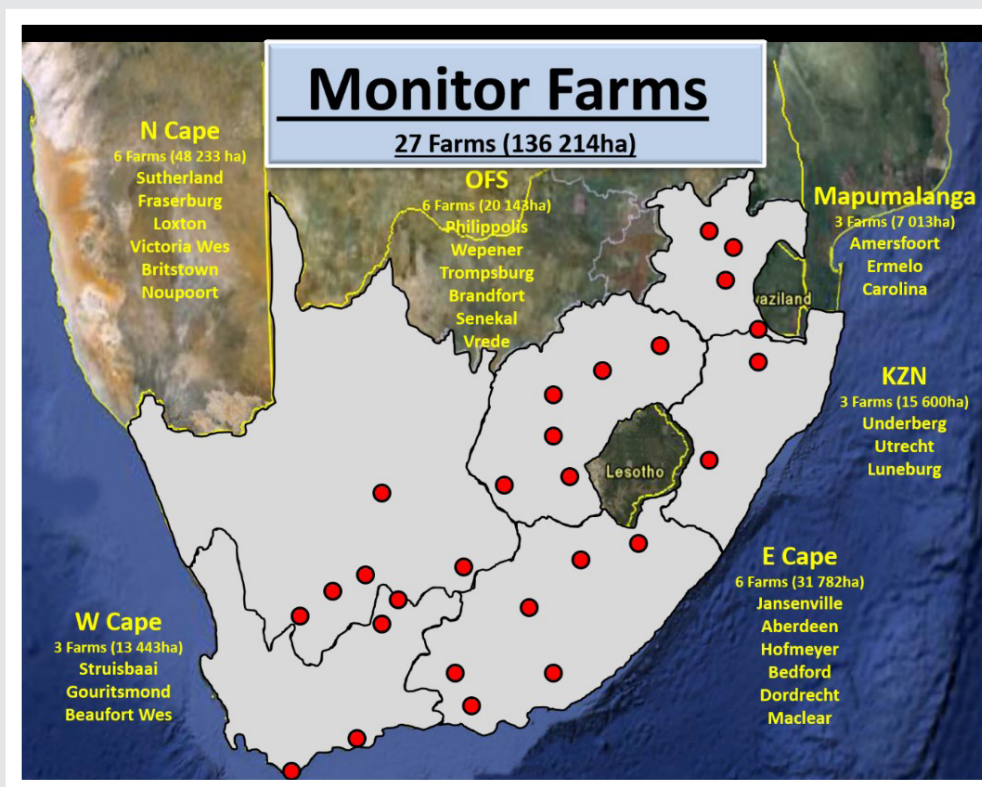 Monitor Farms
27 Farms (136 214ha)
N Cape
6 Farms (48 233 ha)
Sutherland
Fraserburg
Loxton
Victoria Wes
Britstown
Noupoort
OFS
6 Farms (20 143ha)
Philippolis
Wepener
Trompsburg
Brandfort
Senekal
Vrede
Mapumalanga
3 Farms (7 013ha)
Amersfoort
Ermelo
Carolina
waziland
KZN
3 Farms (15 600ha)
Underberg
Utrecht
Luneburg
Lesotho
E Cape
6 Farms (31 782ha)
Jansenville
Aberdeen
Hofmeyer
Bedford
Dordrecht
Maclear
W Cape
3 Farms (13 443ha)
Struisbaai
Gouritsmond
Beaufort Wes